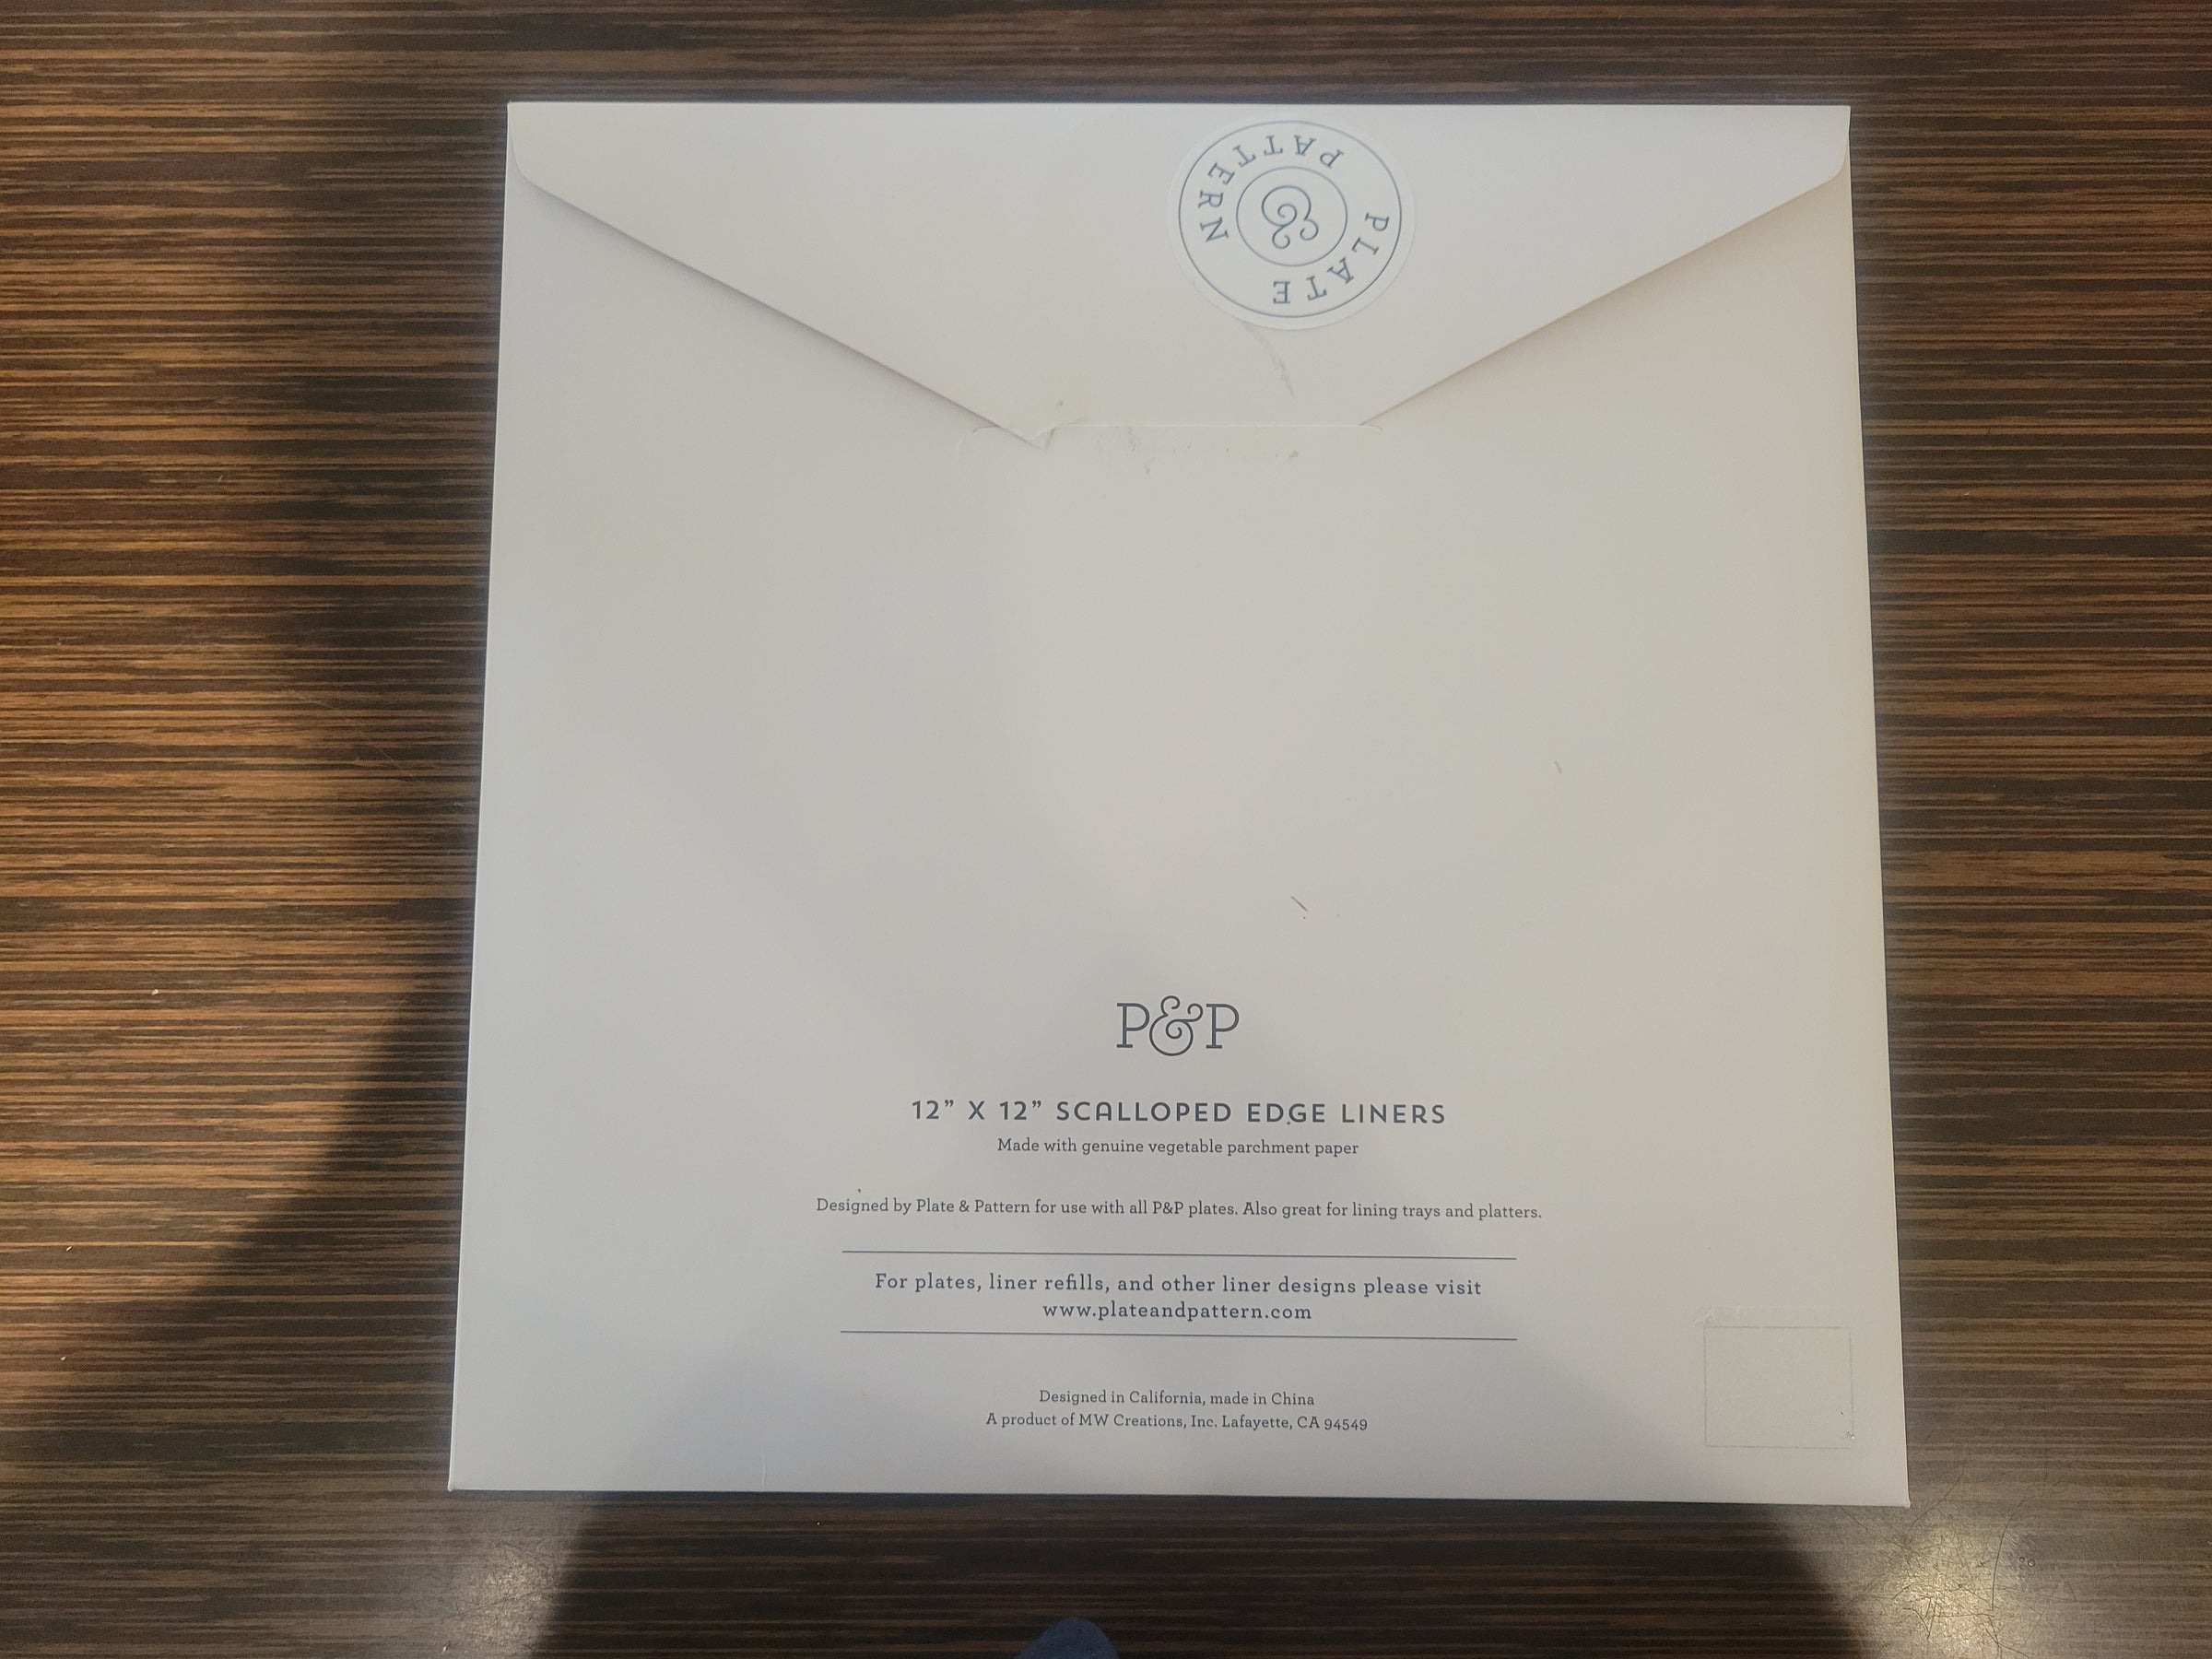 PLATE & PATTERN
P&P
12” X 12” SCALLOPED EDGE LINERS
Made with genuine vegetable parchment paper
Designed by Plate & Pattern for use with all P&P plates. Also great for lining trays and platters.
For plates, liner refills, and other liner designs please visit
www.plateandpattern.com
Designed in California, made in China
A product of MW Creations, Inc. Lafayette, CA 94549